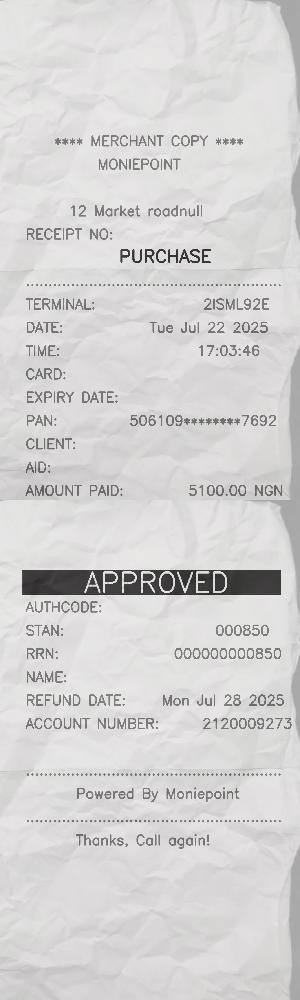 **** MERCHANT COPY ****
MONIEPOINT
12 Market roadnull
RECEIPT NO:
PURCHASE
TERMINAL: 2ISML92E
DATE: Tue Jul 22 2025
TIME: 17:03:46
CARD:
EXPIRY DATE:
PAN: 506109********7692
CLIENT:
AID:
AMOUNT PAID: 5100.00 NGN
APPROVED
AUTHCODE:
STAN: 000850
RRN: 000000000850
NAME:
REFUND DATE: Mon Jul 28 2025
ACCOUNT NUMBER: 2120009273
Powered By Moniepoint
Thanks, Call again!